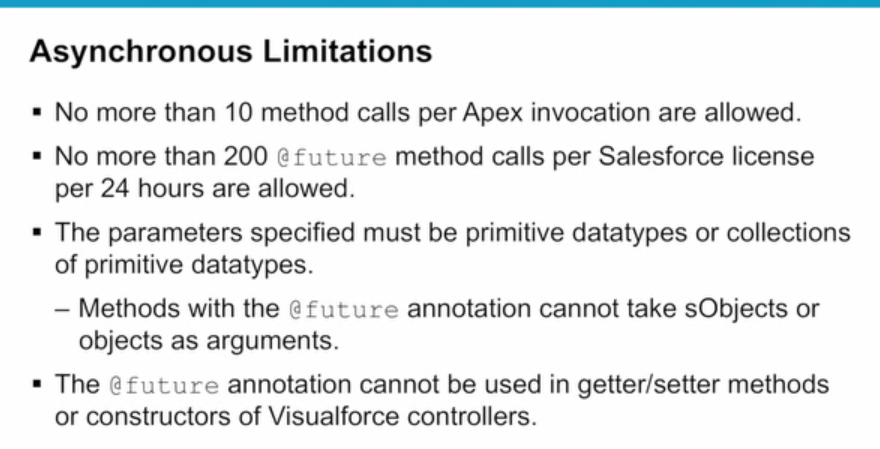 Asynchronous Limitations
▪ No more than 10 method calls per Apex invocation are allowed.
▪ No more than 200 @future method calls per Salesforce license
per 24 hours are allowed.
▪ The parameters specified must be primitive datatypes or collections
of primitive datatypes.
– Methods with the @future annotation cannot take sObjects or
objects as arguments.
▪ The @future annotation cannot be used in getter/setter methods
or constructors of Visualforce controllers.